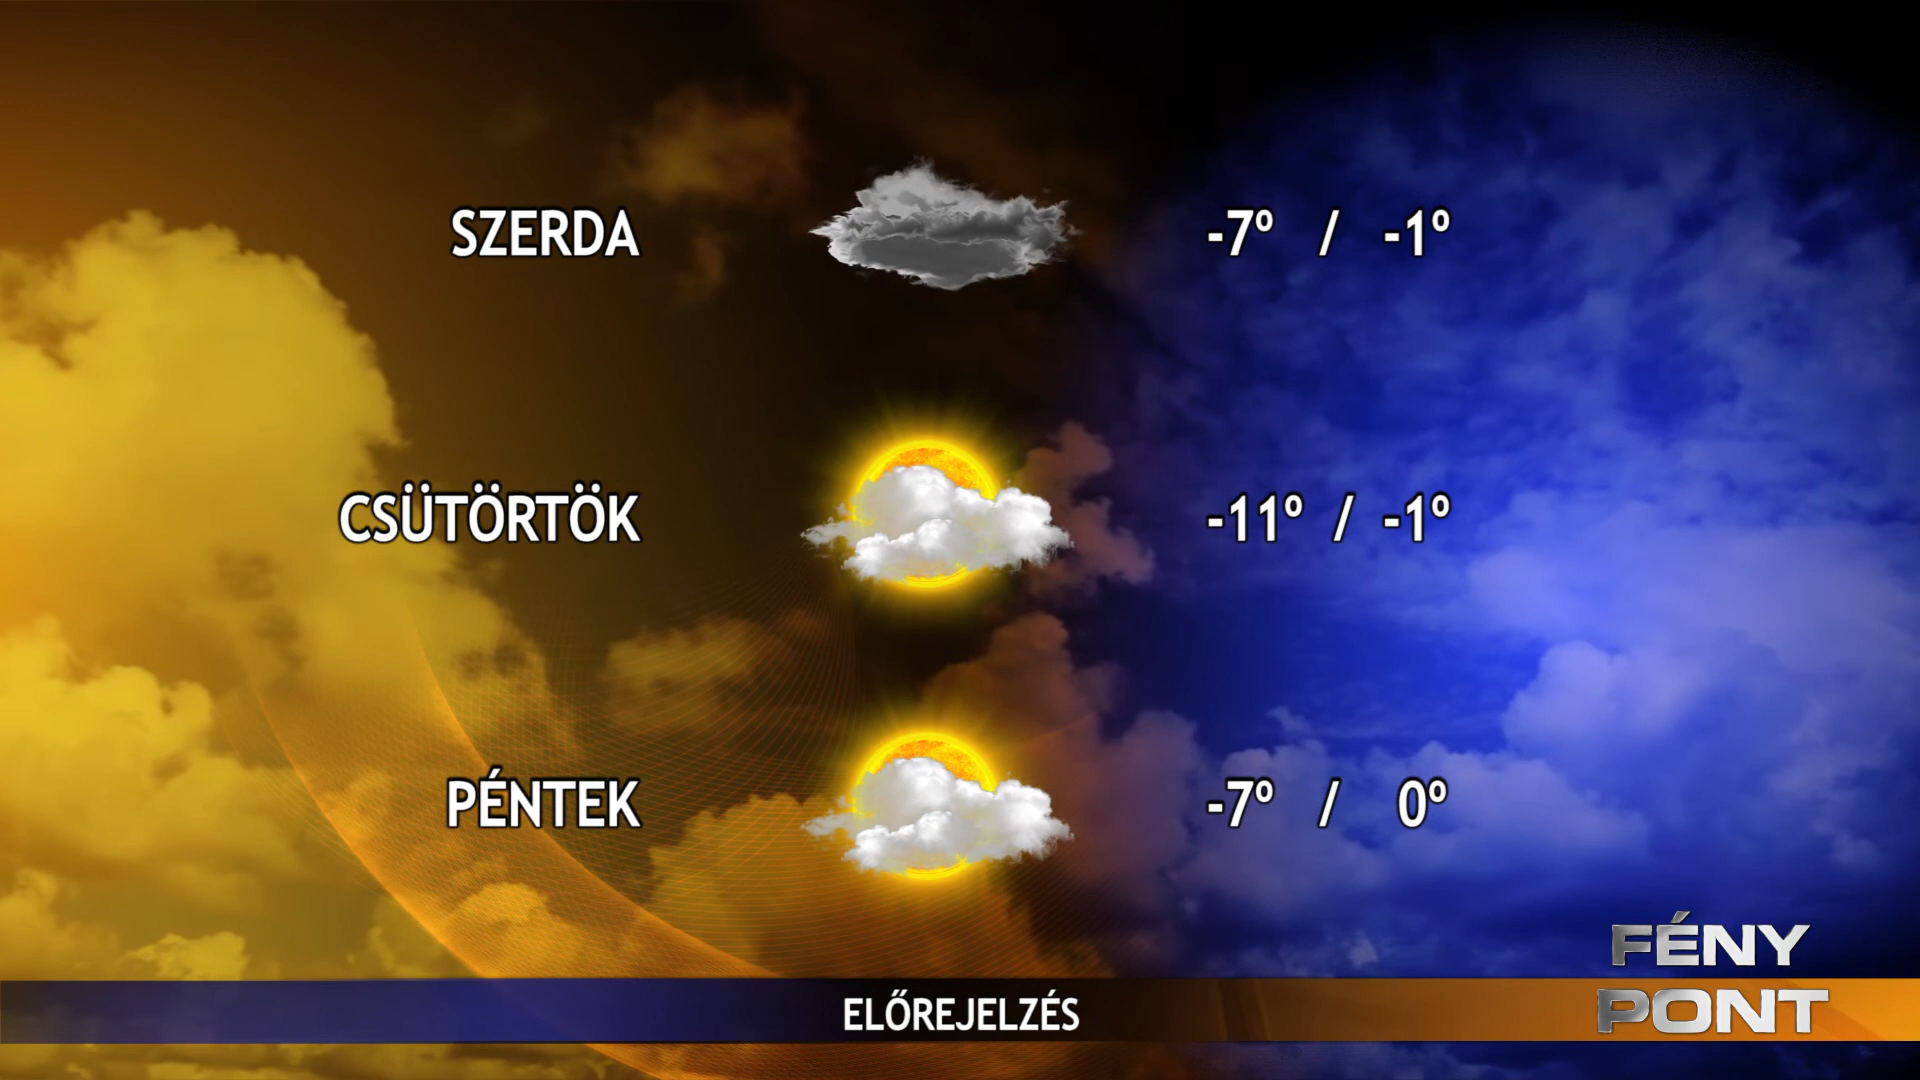 SZERDA -7° / -1°
CSÜTÖRTÖK -11° / -1°
PÉNTEK -7° / 0°
ELŐREJELZÉS
FÉNY
PONT